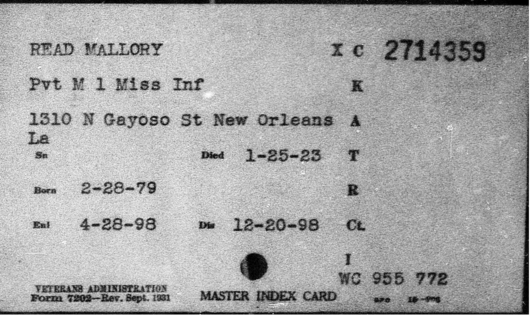 READ MALLORY X C 2714359
Pvt M 1 Miss Inf K
1310 N Gayoso St New Orleans A
La
Sn Died 1-25-23 T
Born 2-28-79 R
Enl 4-28-98 Dis 12-20-98 Ct.
I
WC 955 772
VETERANS ADMINISTRATION
Form 7202—Rev. Sept. 1931 MASTER INDEX CARD